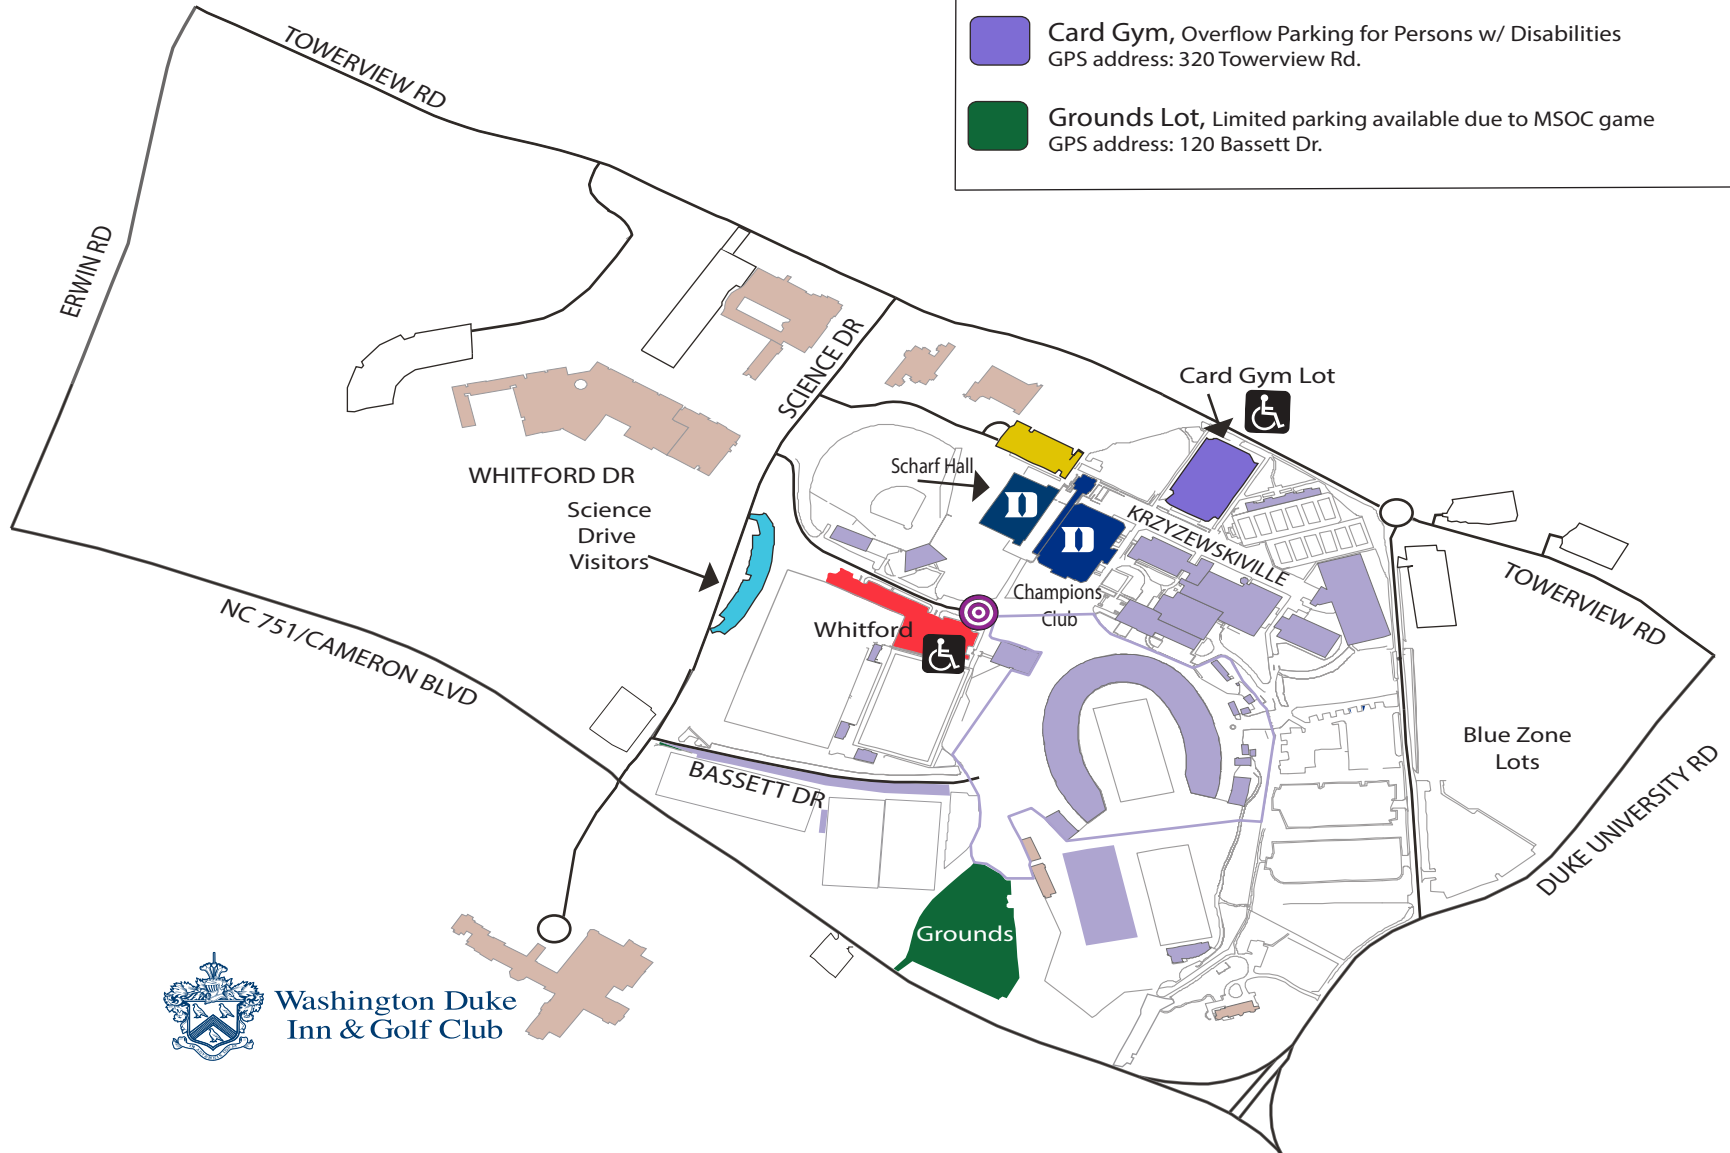 Card Gym, Overflow Parking for Persons w/ Disabilities
GPS address: 320 Towerview Rd.
Grounds Lot, Limited parking available due to MSOC game
GPS address: 120 Bassett Dr.
TOWERVIEW RD
ERWIN RD
SCIENCE DR
Card Gym Lot
WHITFORD DR
Scharf Hall
D
D
KRZYZEWSKIVILLE
Science
Drive
Visitors
Champions
Club
TOWERVIEW RD
NC 751/CAMERON BLVD
Whitford
Blue Zone
Lots
BASSETT DR
DUKE UNIVERSITY RD
Grounds
Washington Duke
Inn & Golf Club